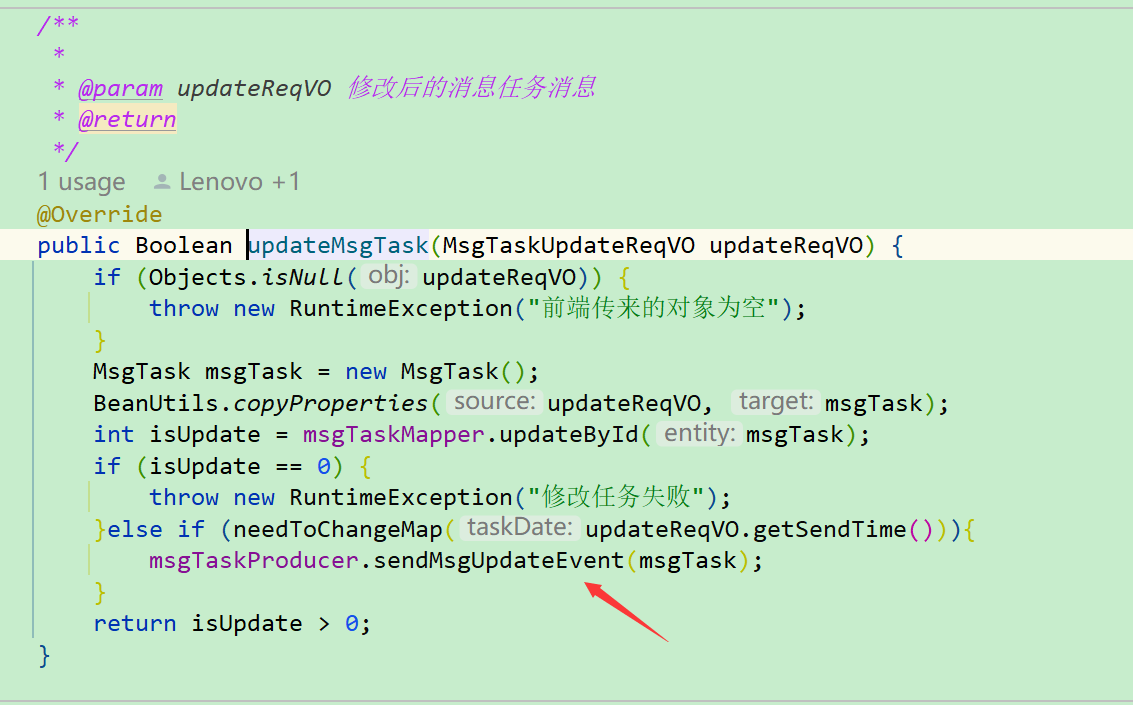 /**
 *
 * @param updateReqVO 修改后的消息任务消息
 * @return
 */
1 usage Lenovo +1
@Override
public Boolean updateMsgTask(MsgTaskUpdateReqVO updateReqVO) {
    if (Objects.isNull( obj: updateReqVO)) {
        throw new RuntimeException("前端传来的对象为空");
    }
    MsgTask msgTask = new MsgTask();
    BeanUtils.copyProperties( source: updateReqVO, target: msgTask);
    int isUpdate = msgTaskMapper.updateById( entity: msgTask);
    if (isUpdate == 0) {
        throw new RuntimeException("修改任务失败");
    }else if (needToChangeMap( taskDate: updateReqVO.getSendTime())){
        msgTaskProducer.sendMsgUpdateEvent(msgTask);
    }
    return isUpdate > 0;
}